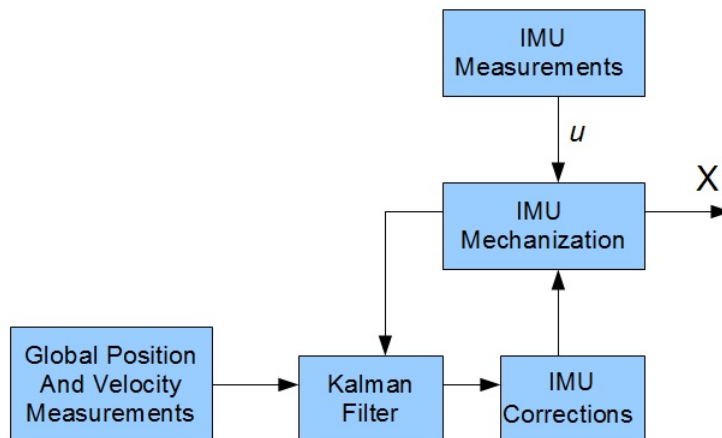 IMU
Measurements
u
X
IMU
Mechanization
Global Position
And Velocity
Measurements
Kalman
Filter
IMU
Corrections